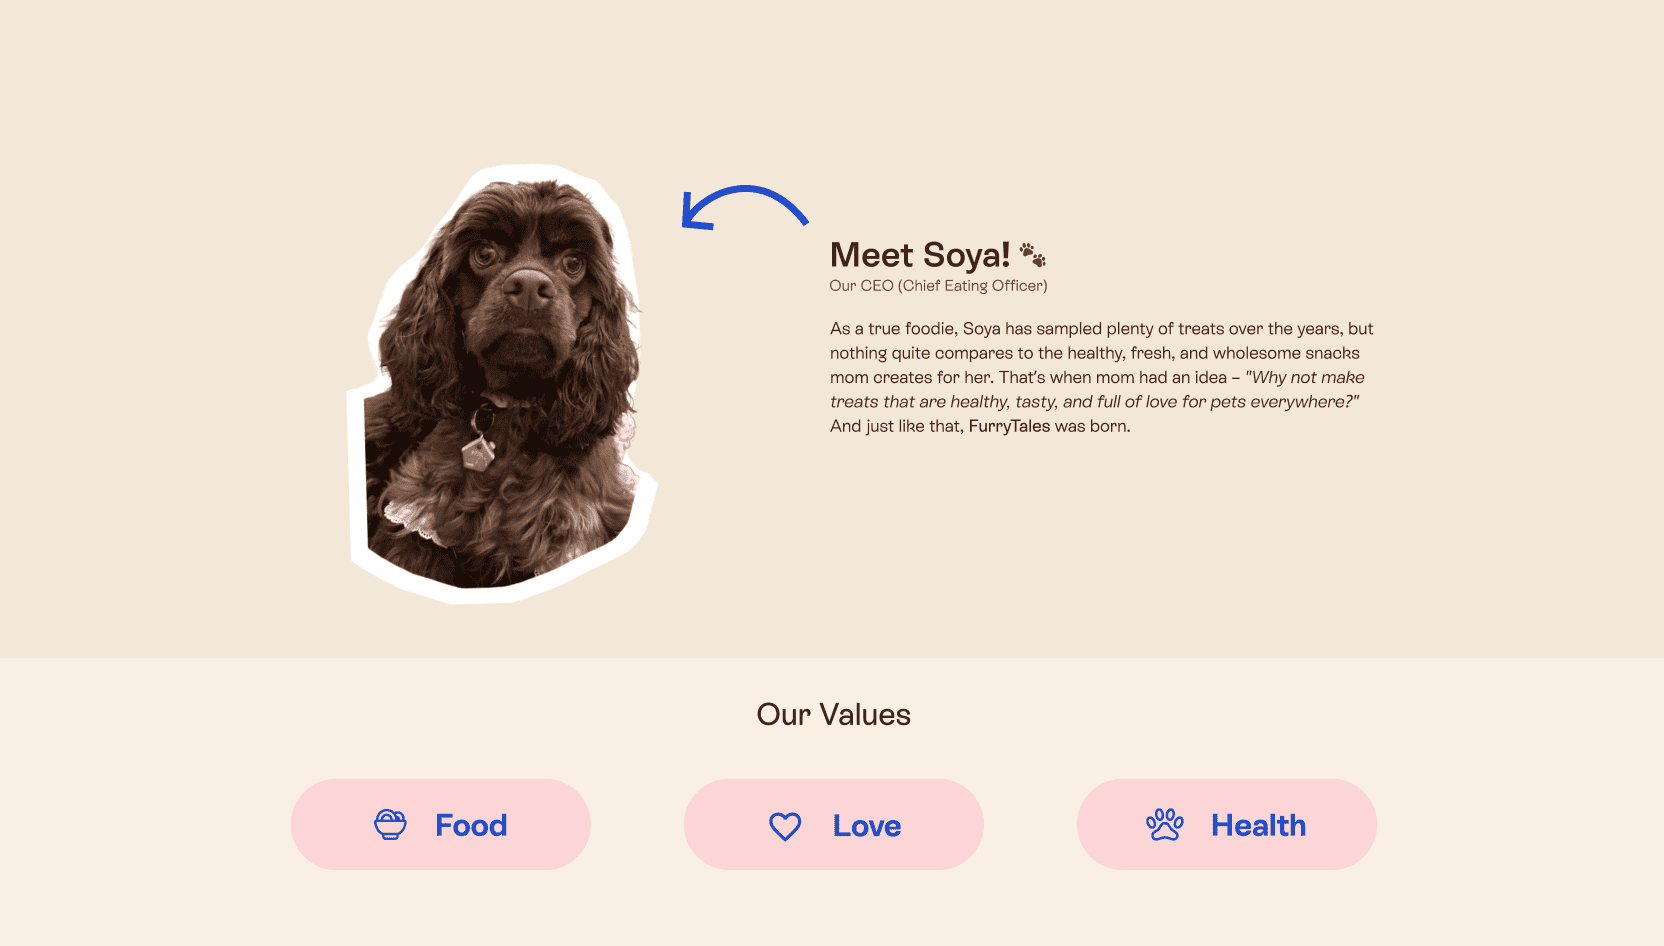 Meet Soya!
Our CEO (Chief Eating Officer)
As a true foodie, Soya has sampled plenty of treats over the years, but
nothing quite compares to the healthy, fresh, and wholesome snacks
mom creates for her. That's when mom had an idea – "Why not make
treats that are healthy, tasty, and full of love for pets everywhere?"
And just like that, FurryTales was born.
Our Values
Food
Love
Health